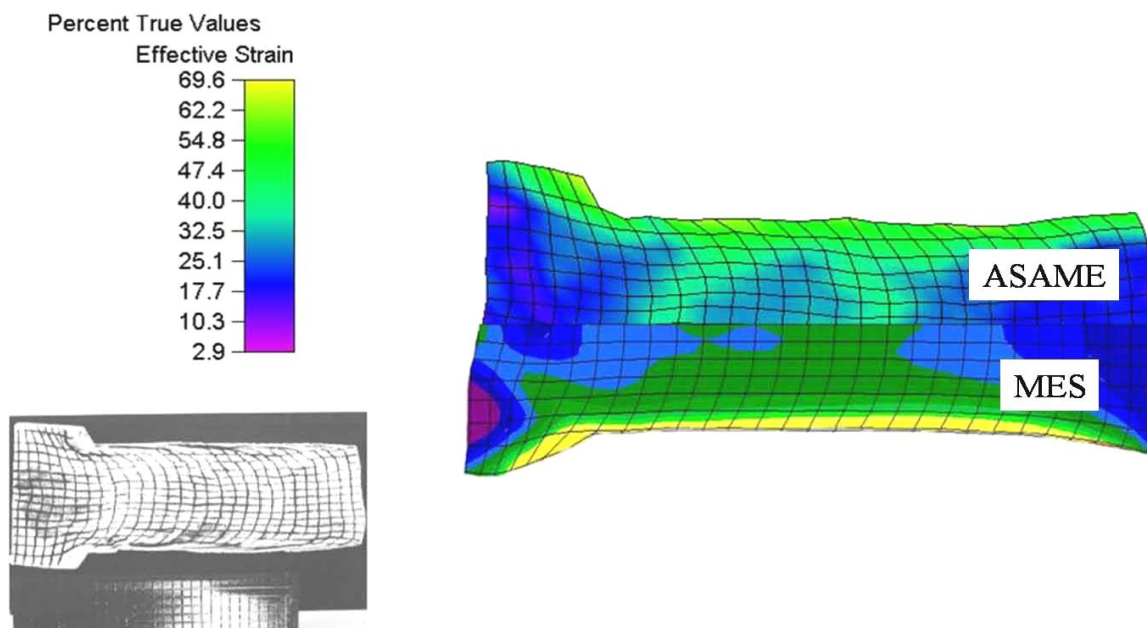 Percent True Values
Effective Strain
69.6
62.2
54.8
47.4
40.0
32.5
25.1
17.7
10.3
2.9
ASAME
MES